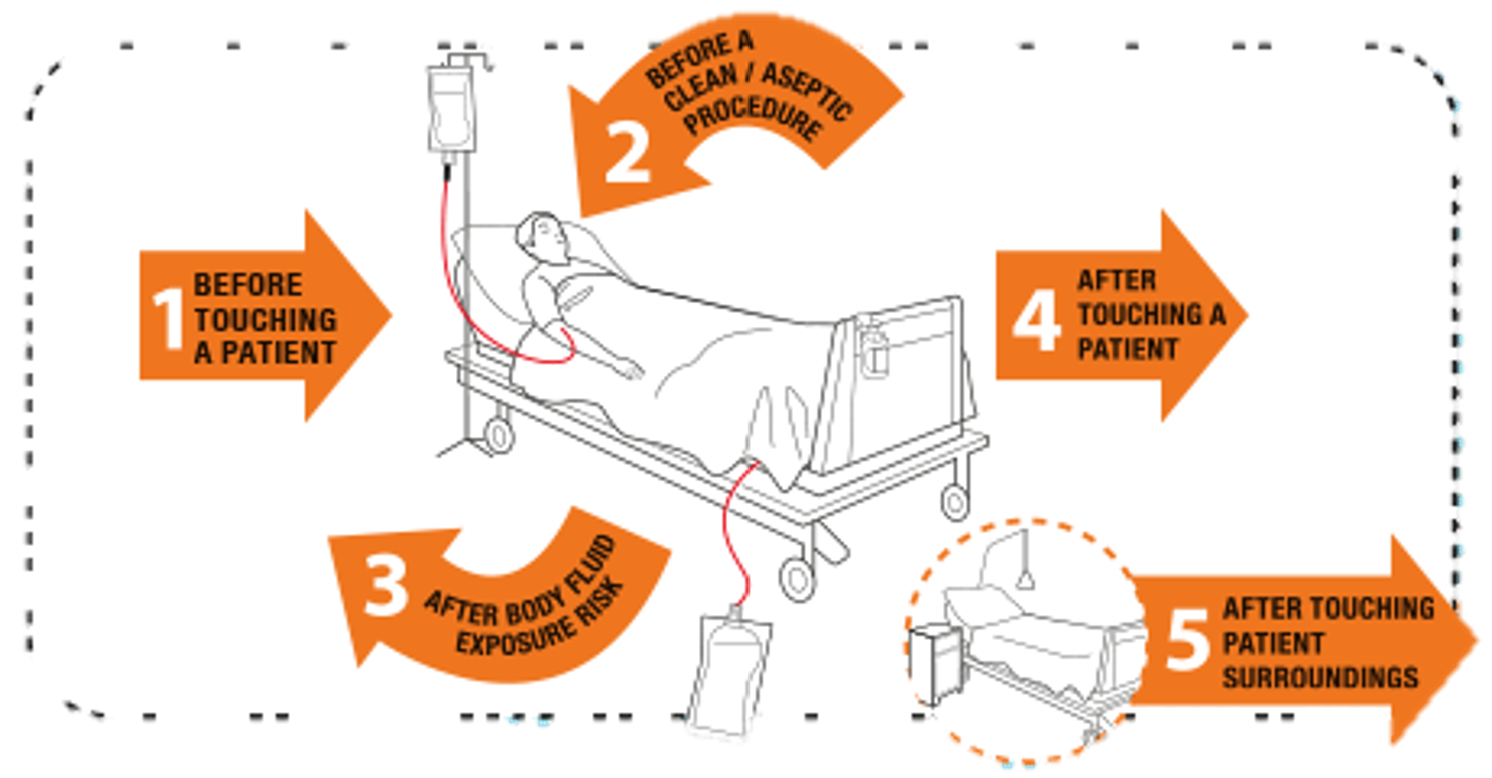 1
BEFORE
TOUCHING
A PATIENT
2
BEFORE A
CLEAN / ASEPTIC
PROCEDURE
3
AFTER BODY FLUID
EXPOSURE RISK
4
AFTER
TOUCHING A
PATIENT
5
AFTER TOUCHING
PATIENT
SURROUNDINGS